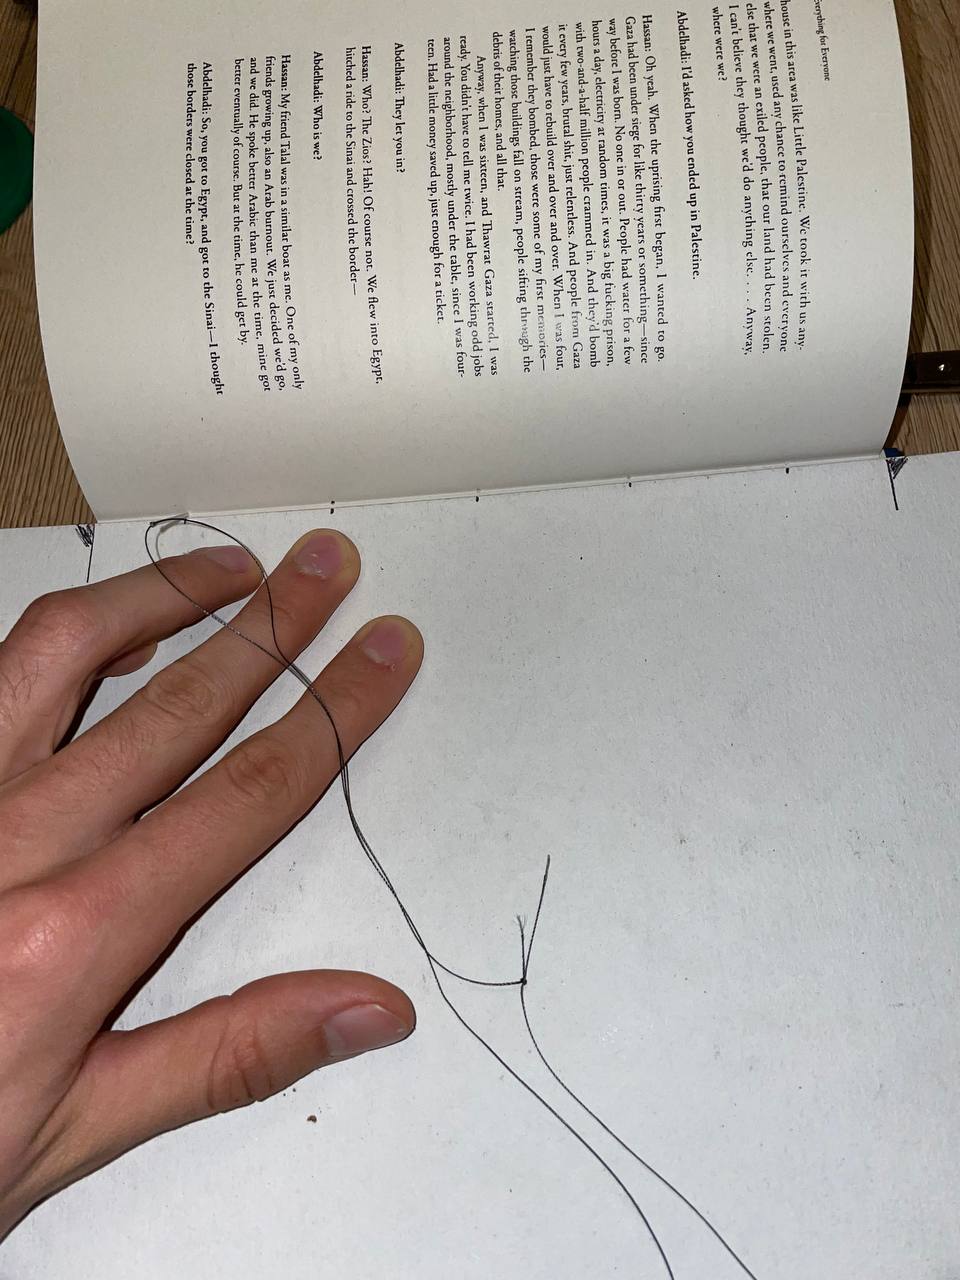 Everything for Everyone
house in this area was like Little Palestine. We took it with us any-
where we went, used any chance to remind ourselves and everyone
else that we were an exiled people, that our land had been stolen.
I can't believe they thought we'd do anything else. . . . Anyway,
where were we?
Abdelhadi: I'd asked how you ended up in Palestine.
Hassan: Oh yeah. When the uprising first began, I wanted to go.
Gaza had been under siege for like thirty years or something—since
way before I was born. No one in or out. People had water for a few
hours a day, electricity at random times, it was a big fucking prison,
with two-and-a-half million people crammed in. And they'd bomb
it every few years, brutal shit, just relentless. And people from Gaza
would just have to rebuild over and over and over. When I was four,
I remember they bombed, those were some of my first memories—
watching those buildings fall on stream, people sifting through the
debris of their homes, and all that.
Anyway, when I was sixteen, and Thawrat Gaza started, I was
ready. You didn't have to tell me twice. I had been working odd jobs
around the neighborhood, mostly under the table, since I was four-
teen. Had a little money saved up, just enough for a ticket.
Abdelhadi: They let you in?
Hassan: Who? The Zios? Hah! Of course not. We flew into Egypt,
hitched a ride to the Sinai and crossed the border—
Abdelhadi: Who is we?
Hassan: My friend Talal was in a similar boat as me. One of my only
friends growing up, also an Arab burnout. We just decided we'd go,
and we did. He spoke better Arabic than me at the time, mine got
better eventually of course. But at the time, he could get by.
Abdelhadi: So, you got to Egypt, and got to the Sinai—I thought
those borders were closed at the time?